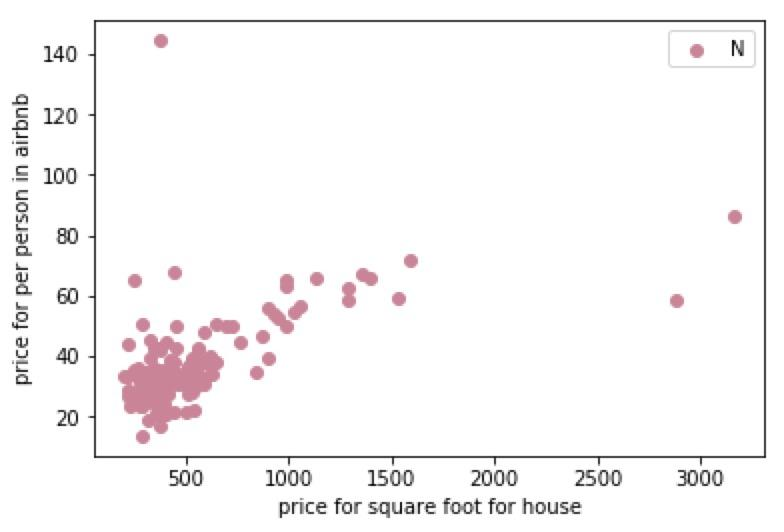 N
140
120
100
80
60
40
20
price for per person in airbnb
500 1000 1500 2000 2500 3000
price for square foot for house